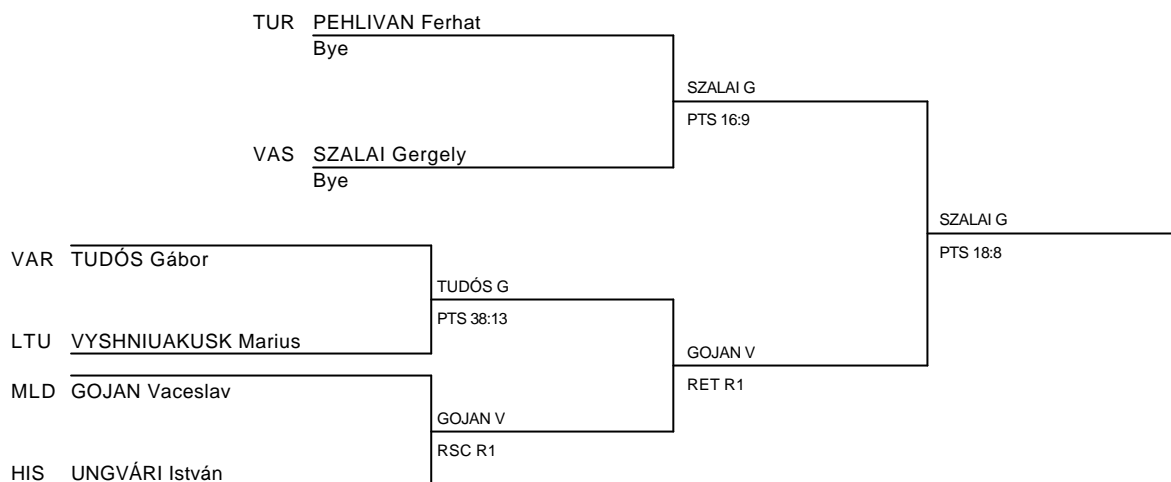 TUR PEHLIVAN Ferhat
Bye
SZALAI G
PTS 16:9
VAS SZALAI Gergely
Bye
SZALAI G
PTS 18:8
VAR TUDÓS Gábor
TUDÓS G
PTS 38:13
LTU VYSHNIUAKUSK Marius
GOJAN V
RET R1
MLD GOJAN Vaceslav
GOJAN V
RSC R1
HIS UNGVÁRI István